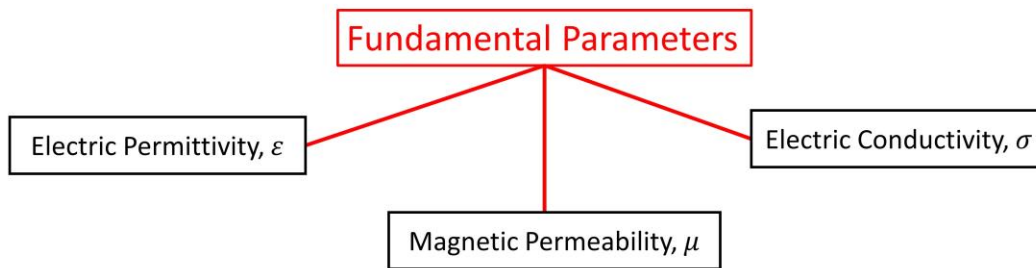 Fundamental Parameters
Electric Permittivity, ε
Electric Conductivity, σ
Magnetic Permeability, μ